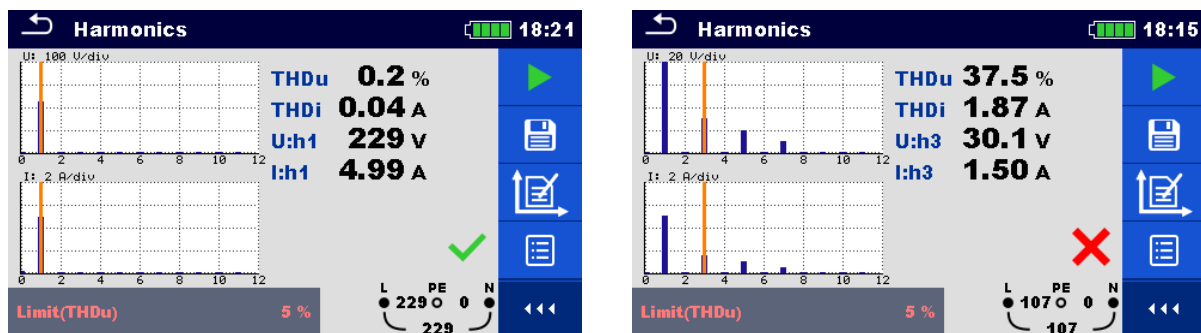 Harmonics 18:21
U: 100 V/div
THDu 0.2 %
THDi 0.04 A
U:h1 229 V
I:h1 4.99 A
0 2 4 6 8 10 12
I: 2 A/div
0 2 4 6 8 10 12
Limit(THDu) 5 %
L PE N
229 0
229
Harmonics 18:15
U: 20 V/div
THDu 37.5 %
THDi 1.87 A
U:h3 30.1 V
I:h3 1.50 A
0 2 4 6 8 10 12
I: 2 A/div
0 2 4 6 8 10 12
Limit(THDu) 5 %
L PE N
107 0
107